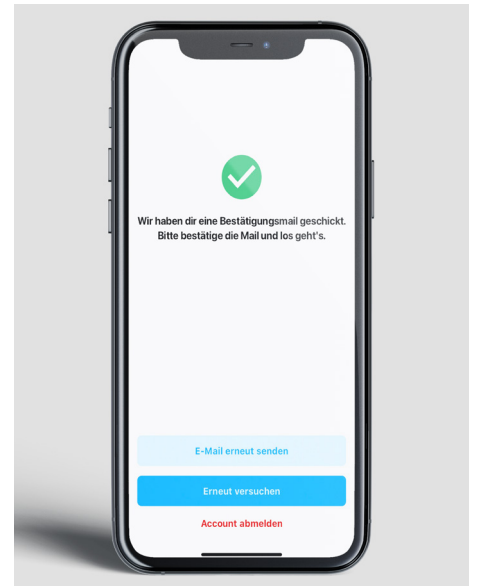 Wir haben dir eine Bestätigungsmail geschickt.
Bitte bestätige die Mail und los geht's.
E-Mail erneut senden
Erneut versuchen
Account abmelden